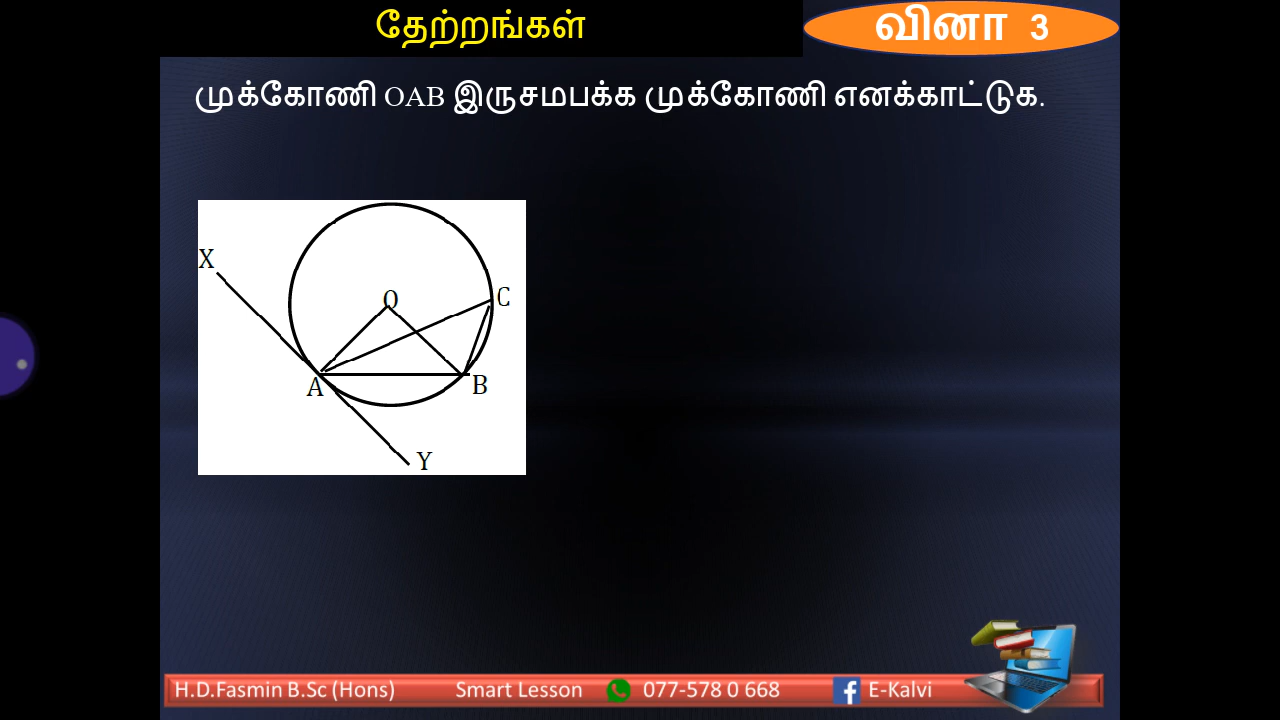 தேற்றங்கள்
வினா 3
முக்கோணி OAB இருசமபக்க முக்கோணி எனக்காட்டுக.
X
O
C
A
B
Y
H.D.Fasmin B.Sc (Hons) Smart Lesson 077-578 0 668 E-Kalvi